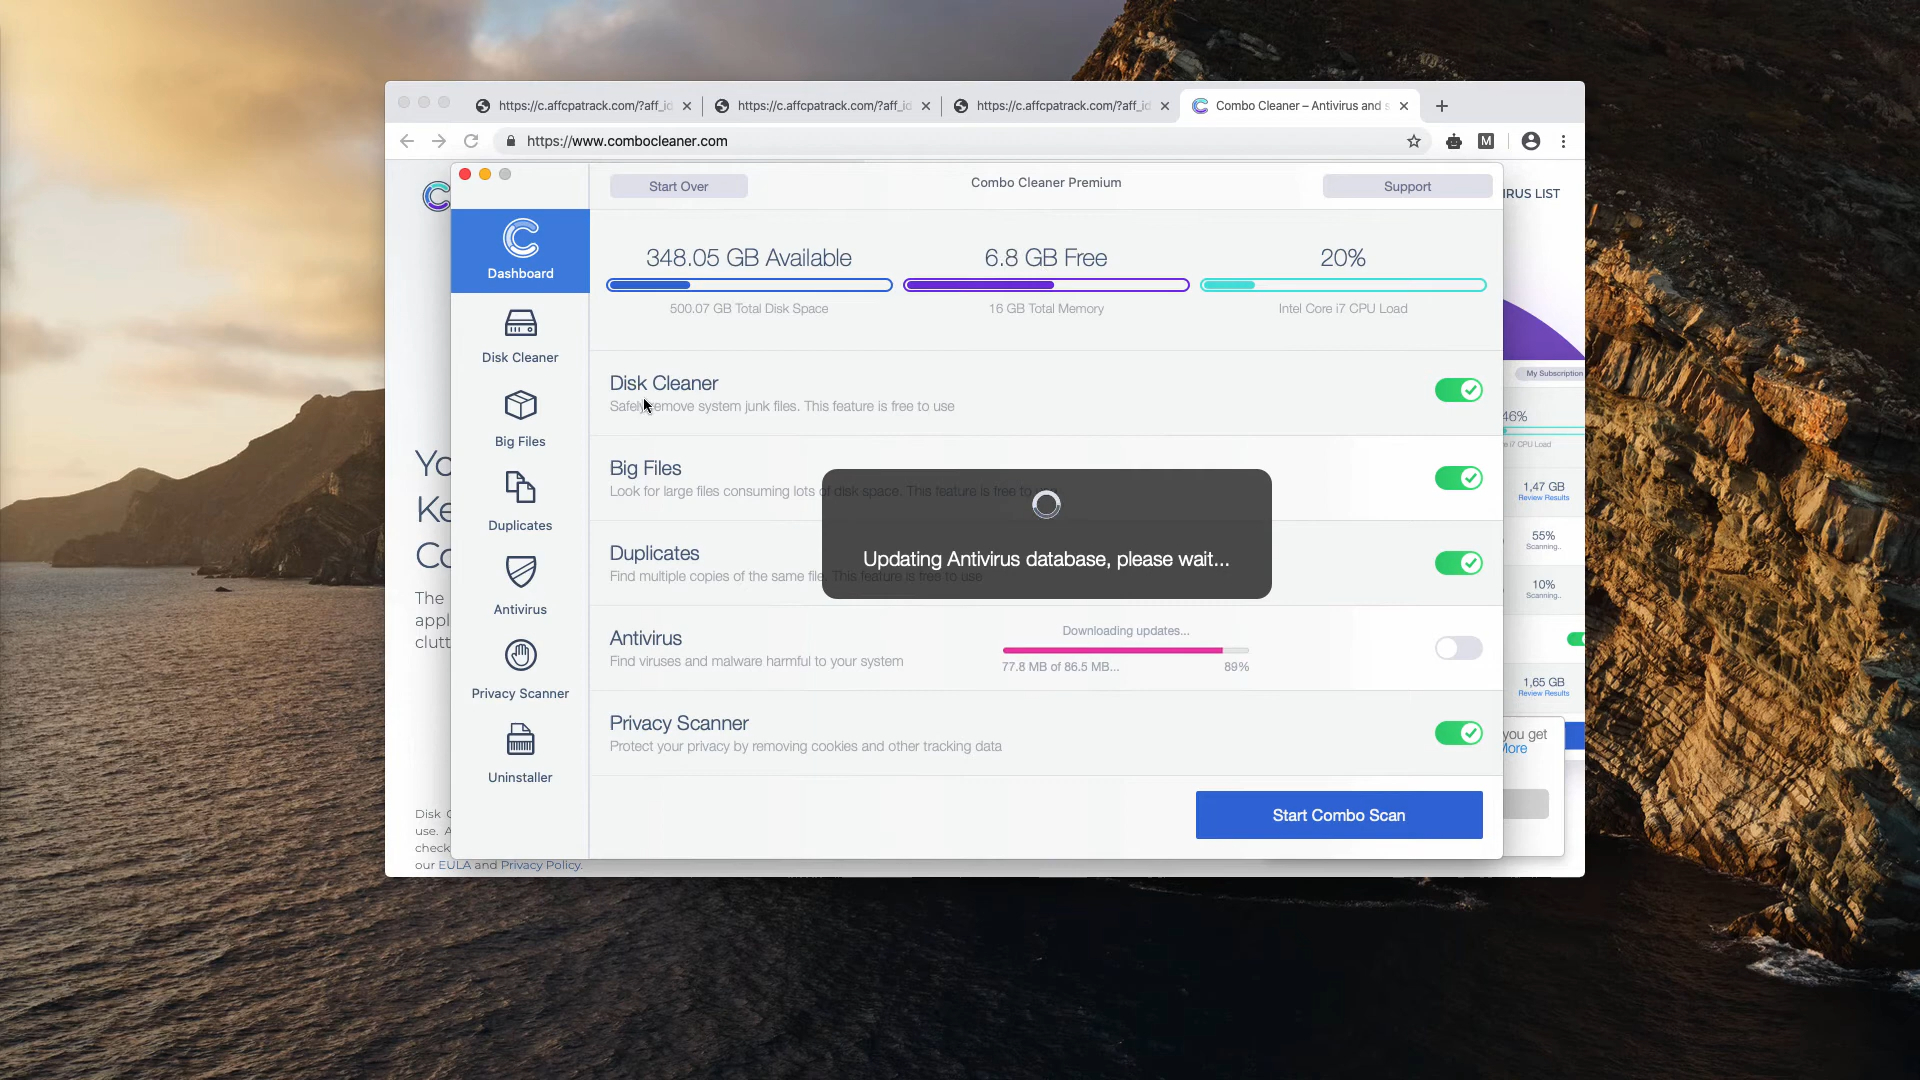 https://c.affcpatrack.com/?aff_id
https://c.affcpatrack.com/?aff_id
https://c.affcpatrack.com/?aff_id
Combo Cleaner – Antivirus and s
https://www.combocleaner.com
M
Start Over
Combo Cleaner Premium
Support
IRUS LIST
Dashboard
348.05 GB Available
6.8 GB Free
20%
500.07 GB Total Disk Space
16 GB Total Memory
Intel Core i7 CPU Load
Disk Cleaner
Disk Cleaner
Safely remove system junk files. This feature is free to use
My Subscription
46%
i7 CPU Load
Big Files
Big Files
Look for large files consuming lots of disk space. This feature is free to use
1,47 GB
Review Results
Duplicates
Duplicates
Find multiple copies of the same file. This feature is free to use
Updating Antivirus database, please wait...
55%
Scanning..
10%
Scanning..
Antivirus
Antivirus
Find viruses and malware harmful to your system
Downloading updates...
77.8 MB of 86.5 MB...
89%
Privacy Scanner
Privacy Scanner
Protect your privacy by removing cookies and other tracking data
1,65 GB
Review Results
you get
More
Uninstaller
Start Combo Scan
Yo
Ke
Co
The
appl
clutt
Disk C
use. A
check
our EULA and Privacy Policy.